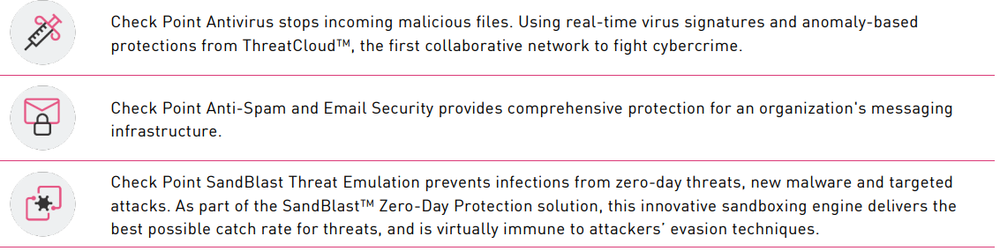 Check Point Antivirus stops incoming malicious files. Using real-time virus signatures and anomaly-based
protections from ThreatCloud™, the first collaborative network to fight cybercrime.
Check Point Anti-Spam and Email Security provides comprehensive protection for an organization's messaging
infrastructure.
Check Point SandBlast Threat Emulation prevents infections from zero-day threats, new malware and targeted
attacks. As part of the SandBlast™ Zero-Day Protection solution, this innovative sandboxing engine delivers the
best possible catch rate for threats, and is virtually immune to attackers’ evasion techniques.